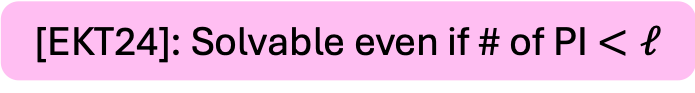 [EKT24]: Solvable even if # of PI < ℓ